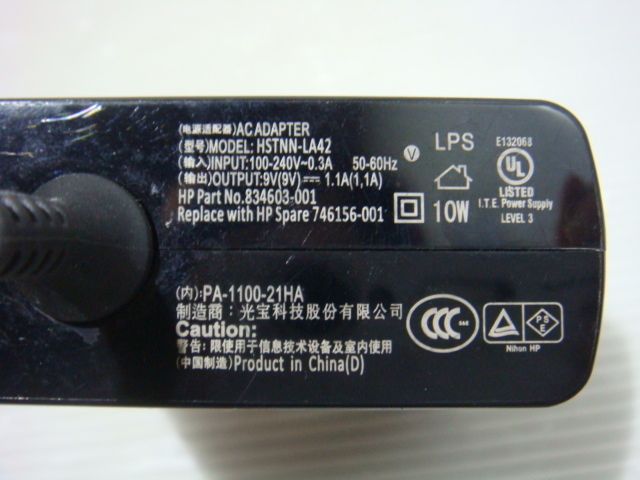 (电源适配器)AC ADAPTER
(型号)MODEL: HSTNN-LA42
(输入)INPUT:100-240V~0.3A 50-60Hz
(输出)OUTPUT:9V(9V)⎓ 1.1A(1,1A)
HP Part No.834603-001
Replace with HP Spare 746156-001
V
LPS
10W
E132068
UL
LISTED
I.T.E. Power Supply
LEVEL 3
(内):PA-1100-21HA
制造商：光宝科技股份有限公司
Caution:
警告: 限使用于信息技术设备及室内使用
(中国制造)Product in China(D)
CCC
S&E
PS
E
Nihon HP